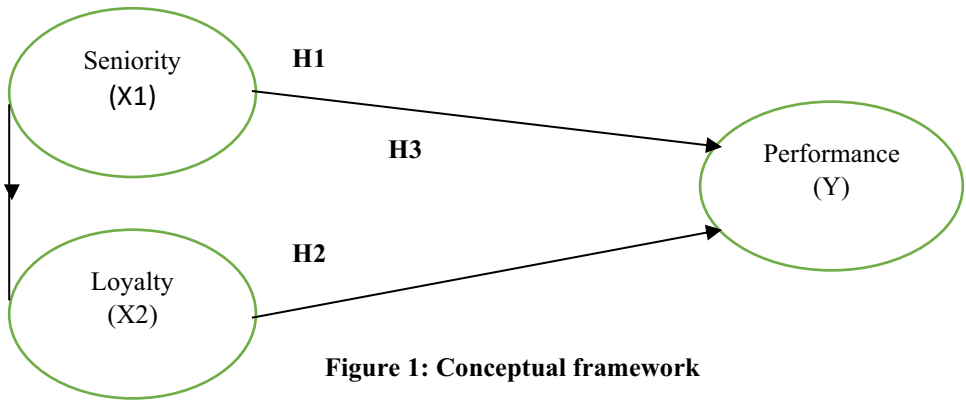 Seniority
(X1)
H1
H3
Performance
(Y)
H2
Loyalty
(X2)
Figure 1: Conceptual framework